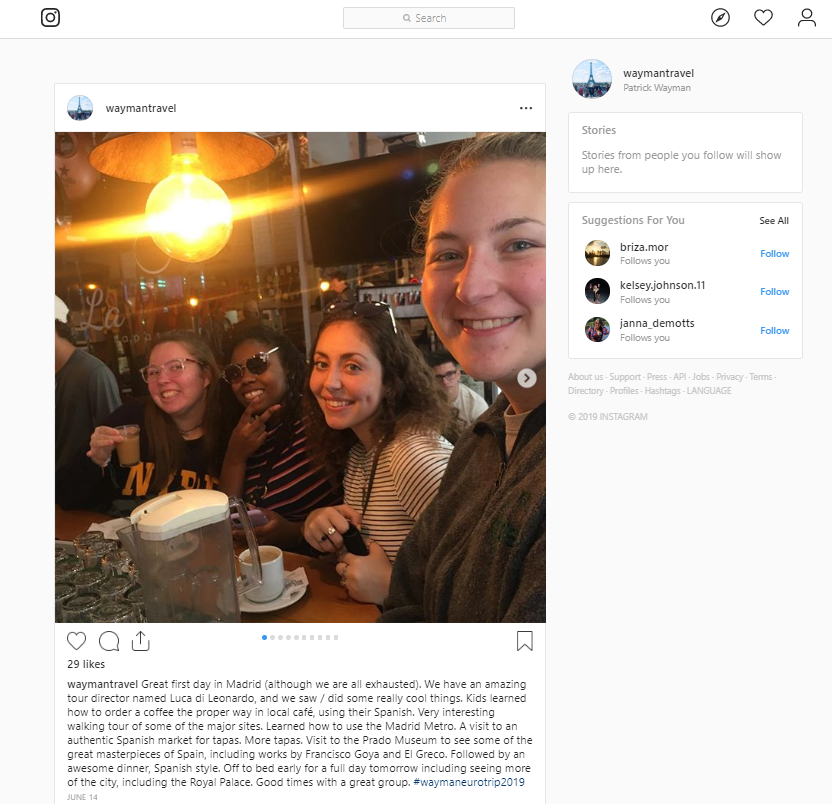 Search
waymantravel
waymantravel
Patrick Wayman
Stories
Stories from people you follow will show
up here.
Suggestions For You See All
briza.mor
Follows you
Follow
kelsey.johnson.11
Follows you
Follow
janna_demotts
Follows you
Follow
About us · Support · Press · API · Jobs · Privacy · Terms ·
Directory · Profiles · Hashtags · LANGUAGE
© 2019 INSTAGRAM
La
29 likes
waymantravel Great first day in Madrid (although we are all exhausted). We have an amazing
tour director named Luca di Leonardo, and we saw / did some really cool things. Kids learned
how to order a coffee the proper way in local café, using their Spanish. Very interesting
walking tour of some of the major sites. Learned how to use the Madrid Metro. A visit to an
authentic Spanish market for tapas. More tapas. Visit to the Prado Museum to see some of the
great masterpieces of Spain, including works by Francisco Goya and El Greco. Followed by an
awesome dinner, Spanish style. Off to bed early for a full day tomorrow including seeing more
of the city, including the Royal Palace. Good times with a great group. #waymaneurotrip2019
JUNE 14